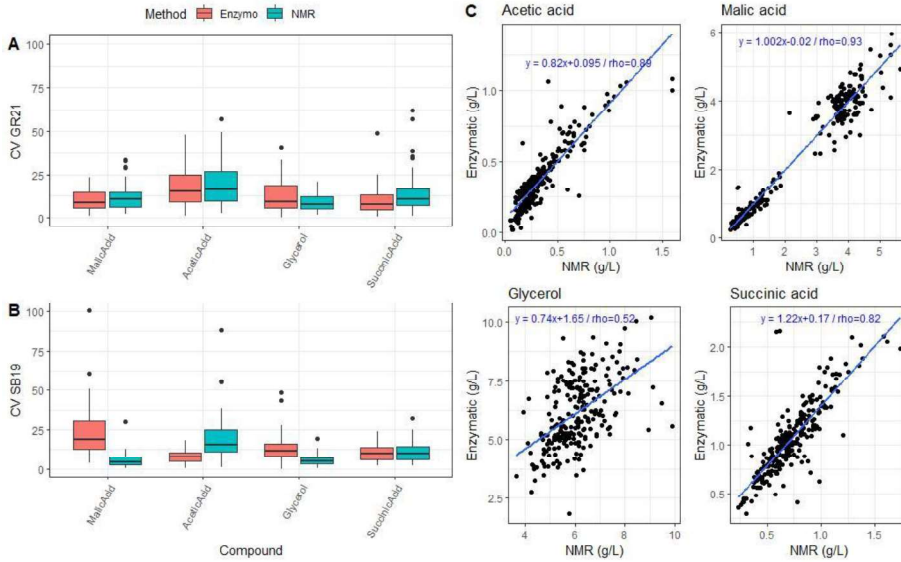 Method Enzymo NMR
A
CV GR21
100
75
50
25
0
MalicAcid
AceticAcid
Glycerol
SuccinicAcid
B
CV SB19
100
75
50
25
0
MalicAcid
AceticAcid
Glycerol
SuccinicAcid
Compound
C
Acetic acid
y = 0.82x+0.095 / rho=0.89
Enzymatic (g/L)
1.0
0.5
0.0
0.0 0.5 1.0 1.5
NMR (g/L)
Malic acid
y = 1.002x-0.02 / rho=0.93
Enzymatic (g/L)
6
4
2
0
1 2 3 4 5
NMR (g/L)
Glycerol
y = 0.74x+1.65 / rho=0.52
Enzymatic (g/L)
10.0
7.5
5.0
2.5
4 6 8 10
NMR (g/L)
Succinic acid
y = 1.22x+0.17 / rho=0.82
Enzymatic (g/L)
2.0
1.5
1.0
0.5
0.5 1.0 1.5
NMR (g/L)